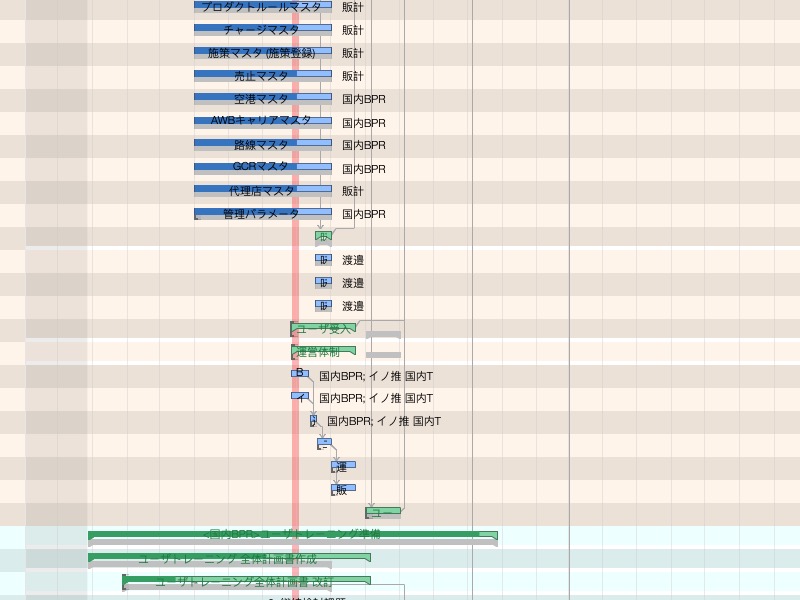 プロダクトルールマスタ 販計
チャージマスタ 販計
施策マスタ (施策登録) 販計
売止マスタ 販計
空港マスタ 国内BPR
AWBキャリアマスタ 国内BPR
路線マスタ 国内BPR
GCRマスタ 国内BPR
代理店マスタ 販計
管理パラメータ 国内BPR
渡邉
渡邉
渡邉
ユーザ受入
運営体制
B 国内BPR; イノ推 国内T
イ 国内BPR; イノ推 国内T
国内BPR; イノ推 国内T
運
販
ユー
<国内BPR>ユーザトレーニング準備
ユーザトレーニング 全体計画書作成
ユーザトレーニング全体計画書 改訂